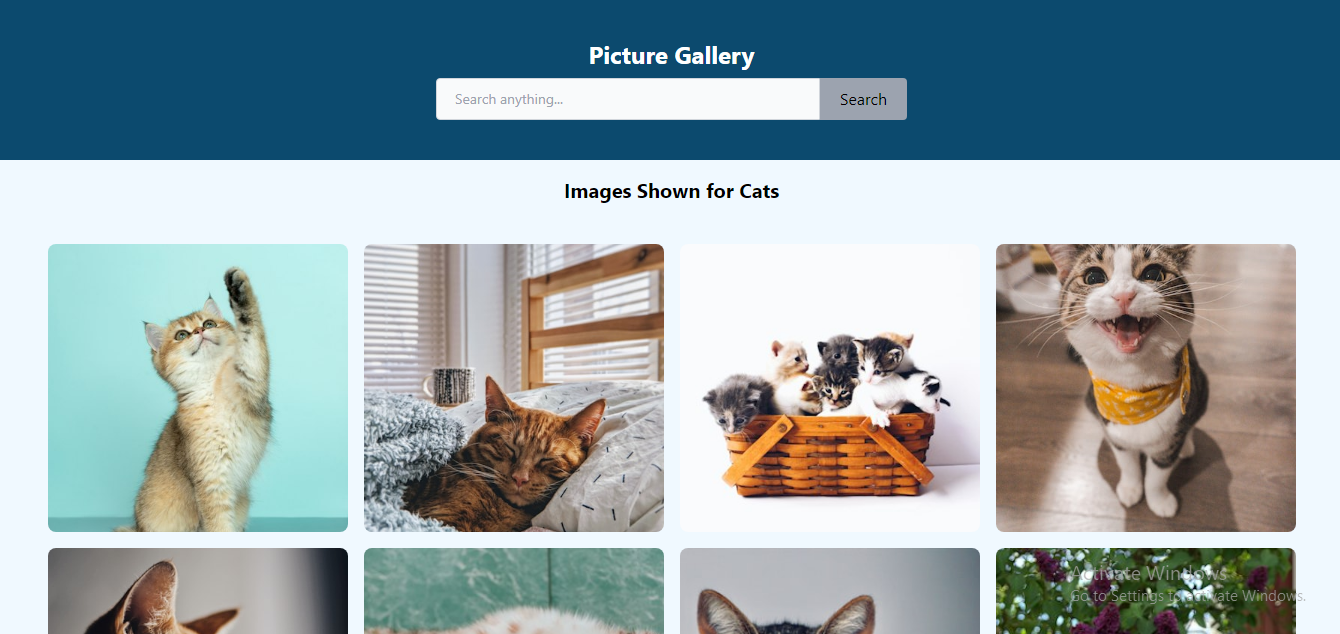 Picture Gallery
Search anything...
Search
Images Shown for Cats
Activate Windows
Go to Settings to activate Windows.